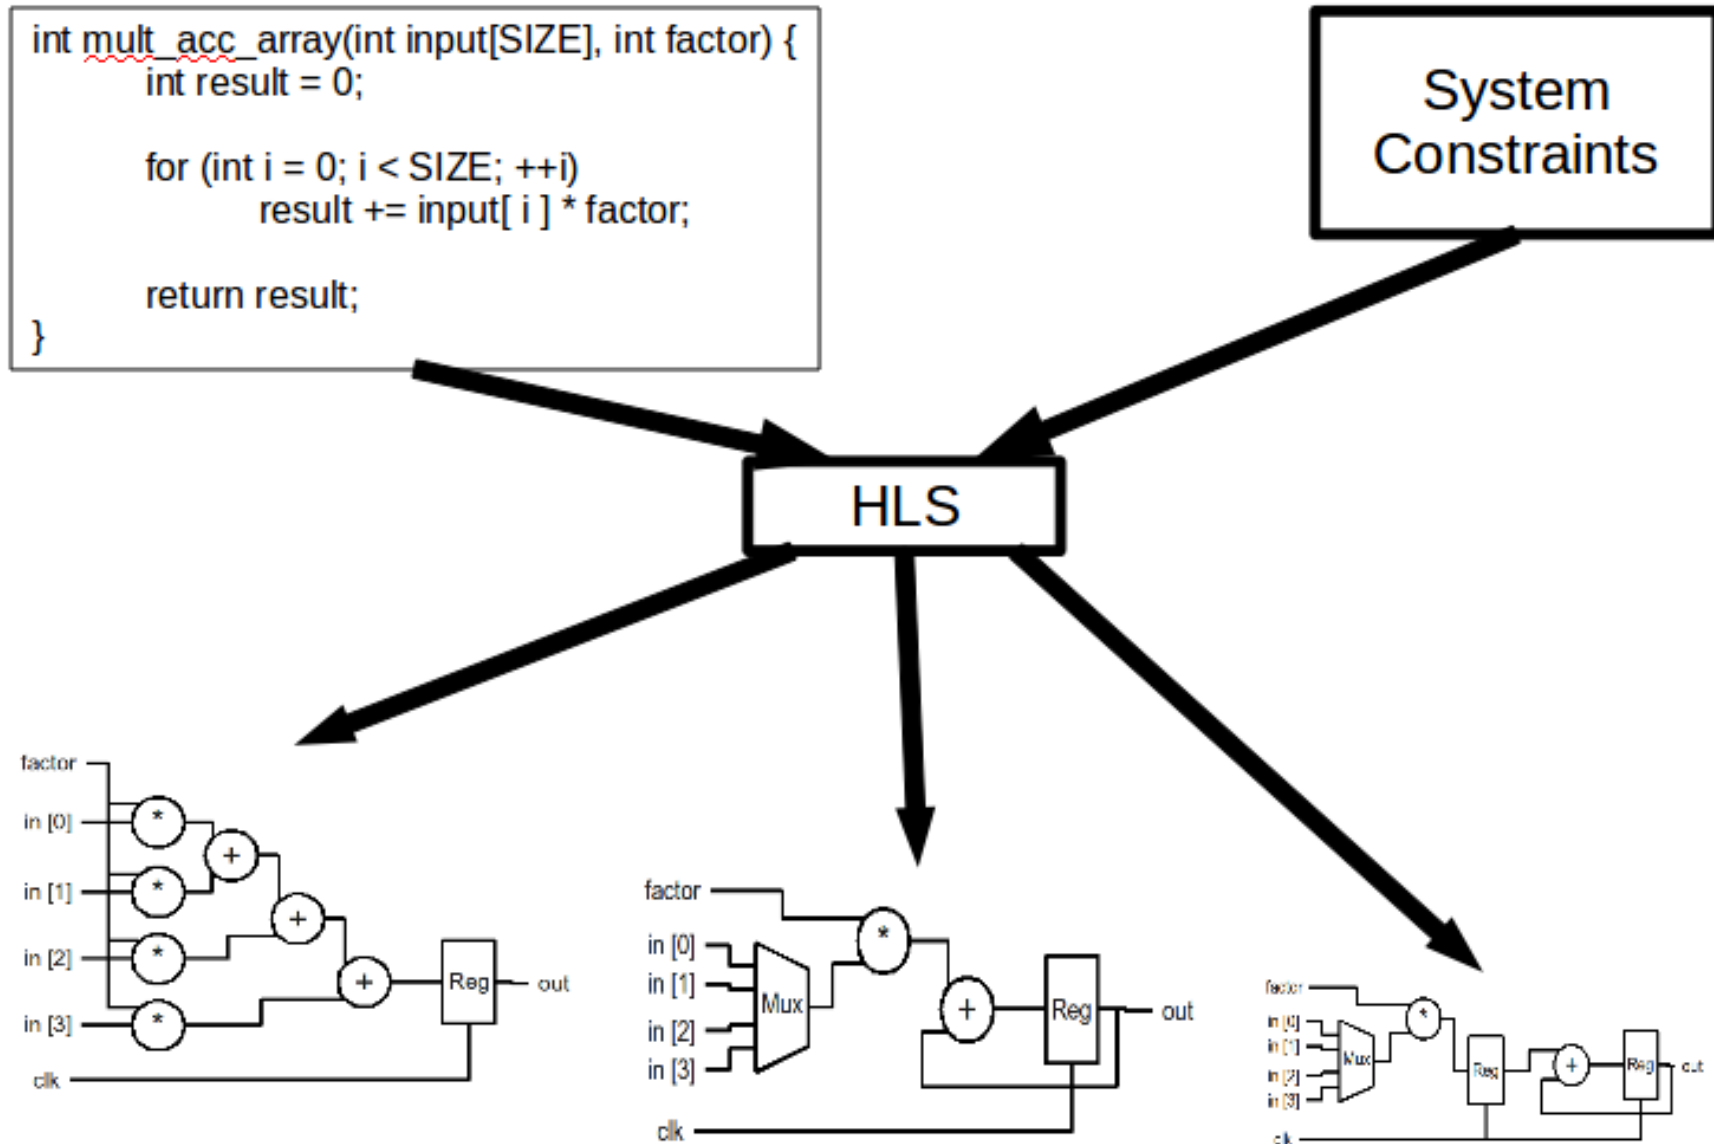 int mult_acc_array(int input[SIZE], int factor) {
int result = 0;
for (int i = 0; i < SIZE; ++i)
result += input[ i ] * factor;
return result;
}
System
Constraints
HLS
factor
in [0]
*
+
in [1]
*
+
in [2]
*
+
Reg
out
in [3]
*
clk
factor
in [0]
*
in [1]
Mux
+
Reg
out
in [2]
in [3]
clk
factor
in [0]
*
in [1]
Mux
Reg
+
Reg
out
in [2]
in [3]
clk